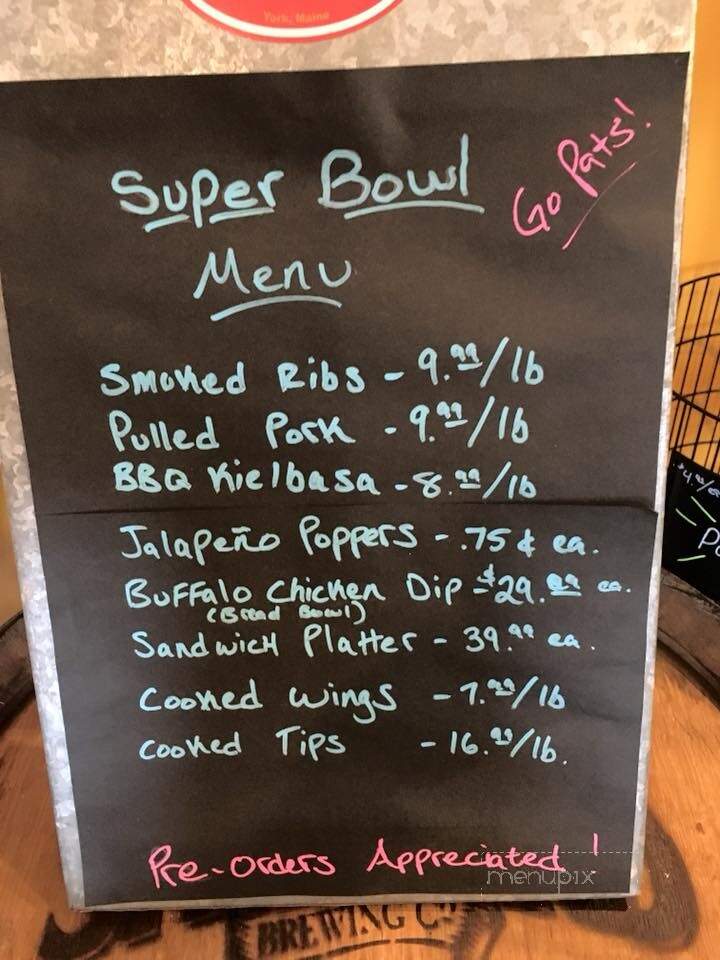 York, Maine
Super Bowl
Go Pats!
Menu
Smoked Ribs - 9.99/lb
Pulled Pork - 9.99/lb
BBQ Kielbasa - 8.99/lb
Jalapeño Poppers - .75¢ ea.
Buffalo Chicken Dip - $29.99 ea.
(Bread Bowl)
Sandwich Platter - 39.99 ea.
Cooked Wings - 7.99/lb
Cooked Tips - 16.99/lb.
Pre-Orders Appreciated!
menupix
BREWING